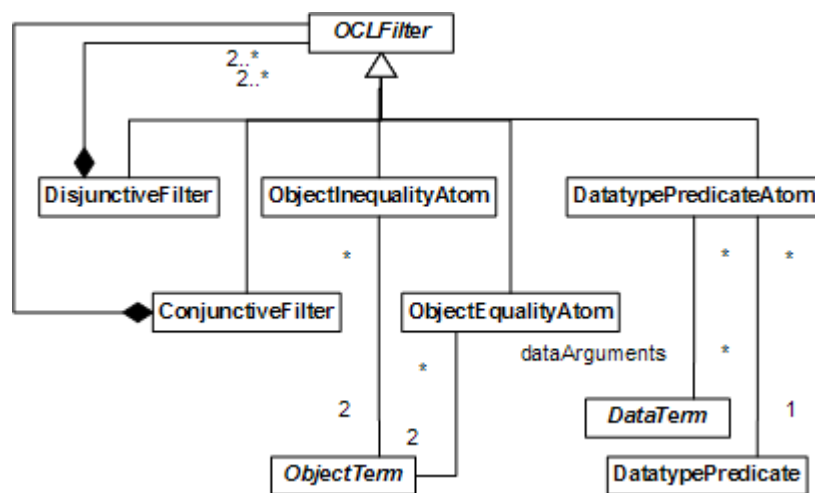 OCLFilter
2..*
2..*
DisjunctiveFilter
ObjectInequalityAtom
DatatypePredicateAtom
*
*
*
ConjunctiveFilter
ObjectEqualityAtom
dataArguments
*
*
2
2
DataTerm
1
ObjectTerm
DatatypePredicate